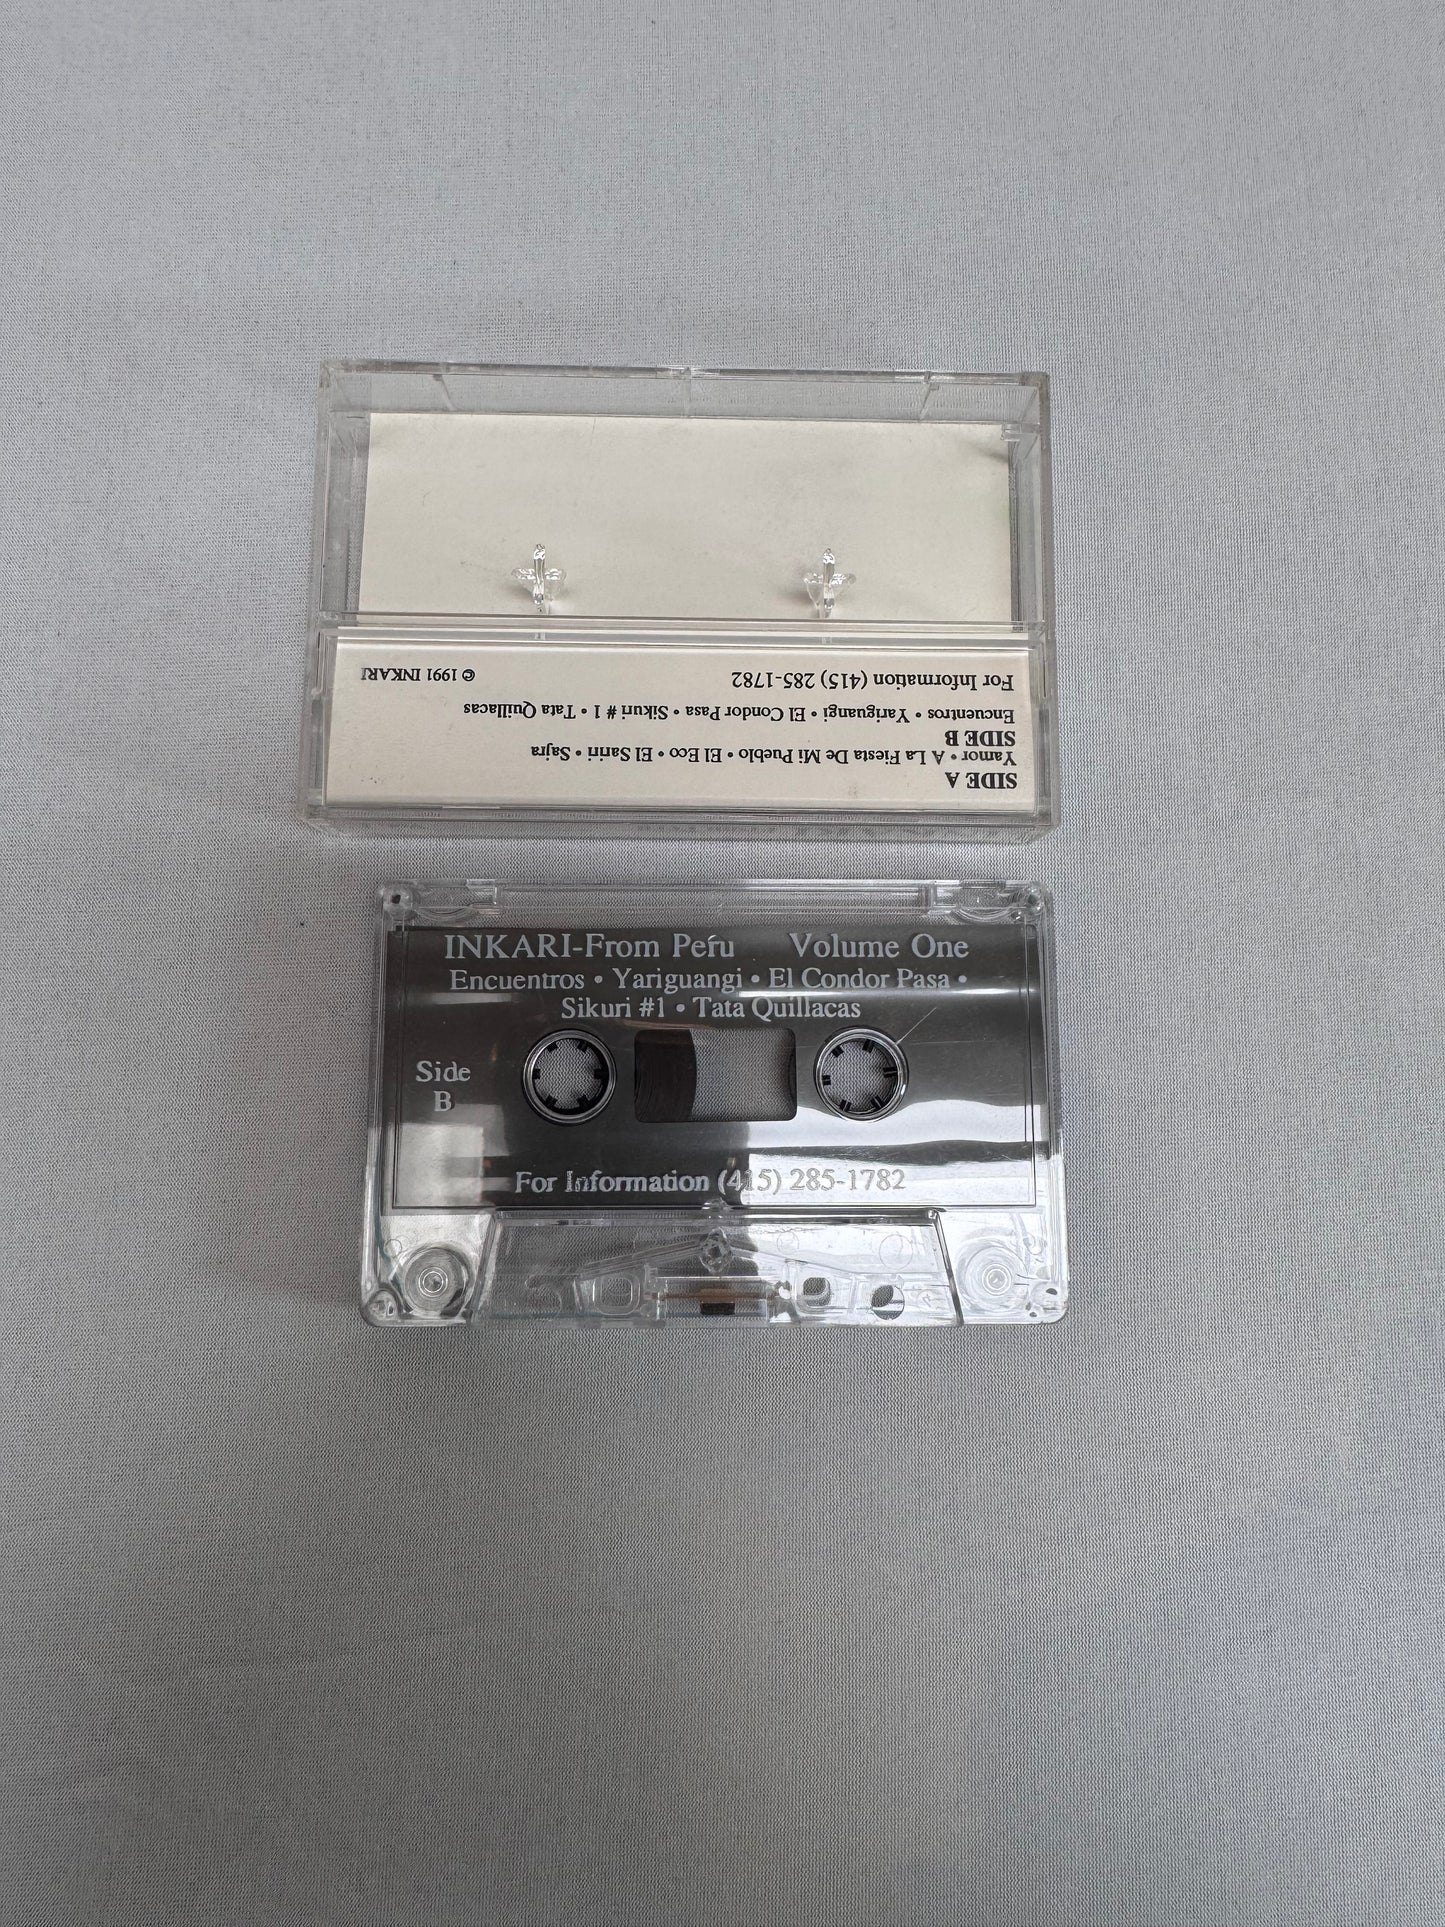 SIDE A
Yamor • A La Fiesta De Mi Pueblo • El Eco • El Sariri • Sajra
SIDE B
Encuentros • Yariguangi • El Condor Pasa • Sikuri # 1 • Tata Quillacas
For Information (415) 285-1782 © 1991 INKARI
INKARI-From Peru Volume One
Encuentros • Yariguangi • El Condor Pasa •
Sikuri #1 • Tata Quillacas
Side
B
For Information (415) 285-1782